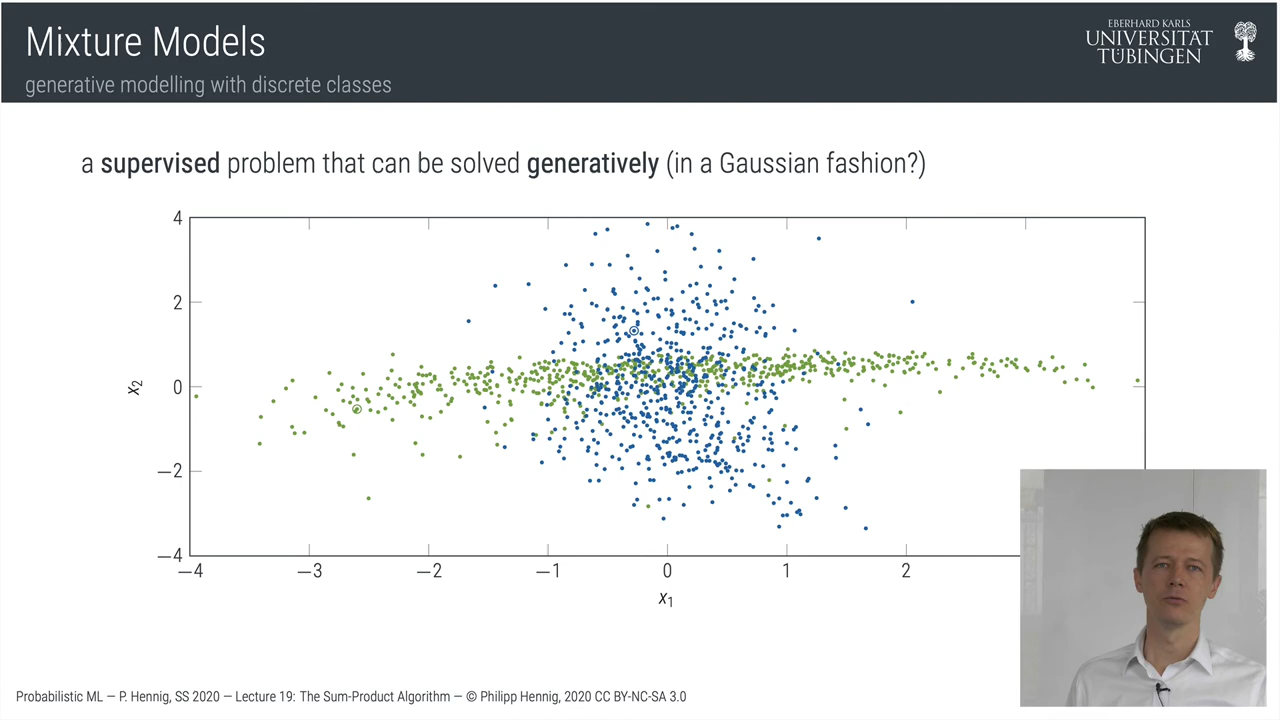 Mixture Models
generative modelling with discrete classes
EBERHARD KARLS
UNIVERSITÄT
TÜBINGEN
a supervised problem that can be solved generatively (in a Gaussian fashion?)
4
2
0
−2
−4
x2
−4 −3 −2 −1 0 1 2
x1
Probabilistic ML — P. Hennig, SS 2020 — Lecture 19: The Sum-Product Algorithm — © Philipp Hennig, 2020 CC BY-NC-SA 3.0